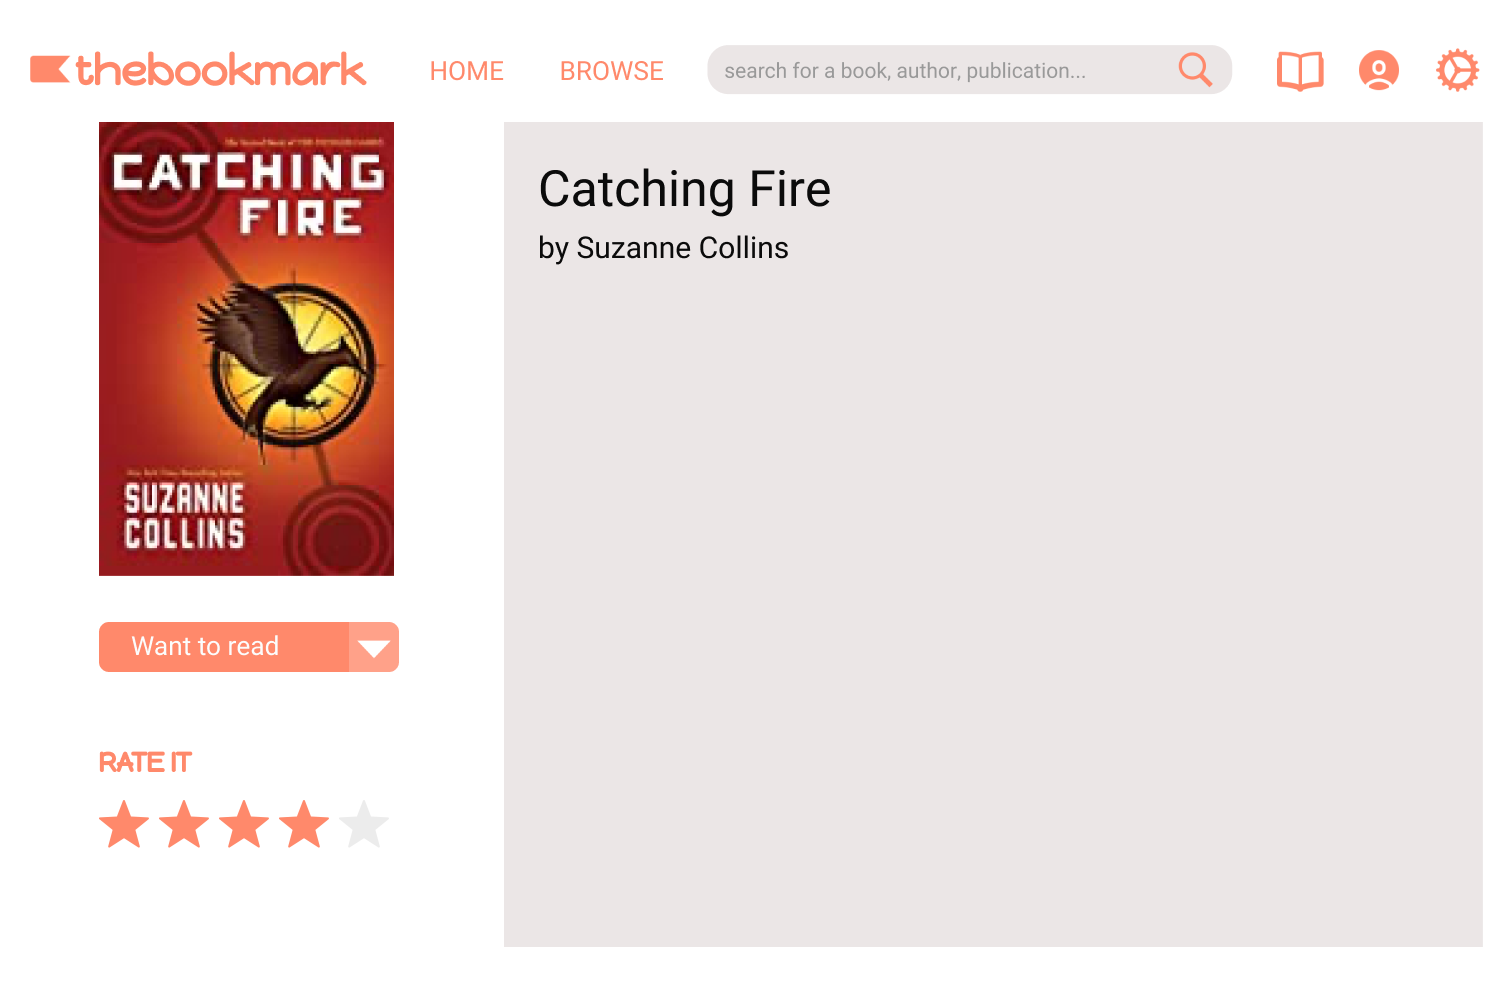 thebookmark
HOME
BROWSE
search for a book, author, publication...
The Second Book of THE HUNGER GAMES
CATCHING
FIRE
New York Times Bestselling Author
SUZANNE
COLLINS
Catching Fire
by Suzanne Collins
Want to read
RATE IT